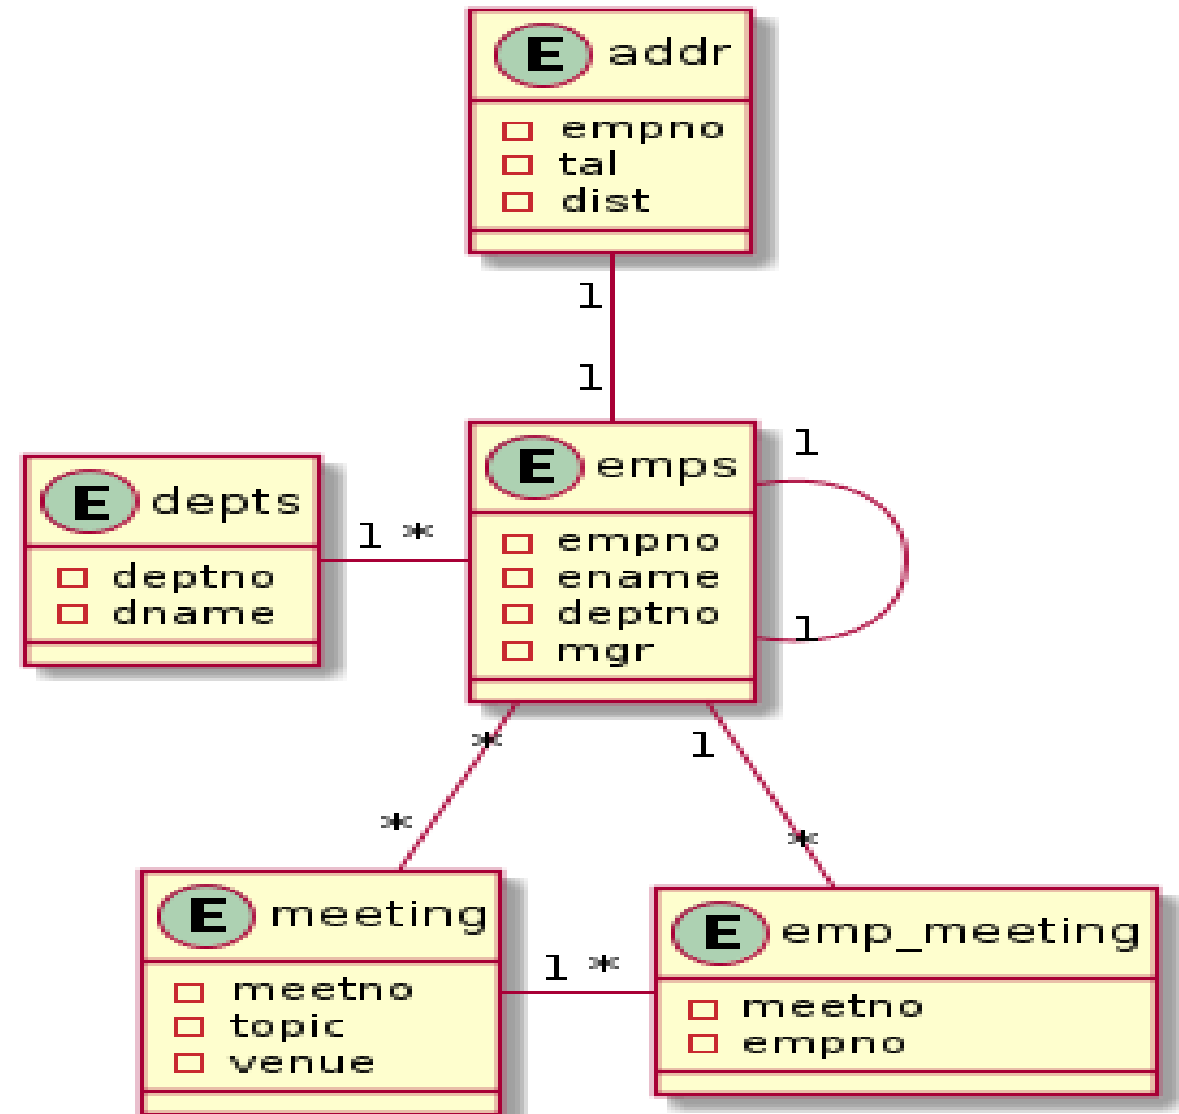 E addr
empno
tal
dist
1
1
E depts
deptno
dname
1 *
E emps
empno
ename
deptno
mgr
1
1
*
*
1
*
E meeting
meetno
topic
venue
1 *
E emp_meeting
meetno
empno